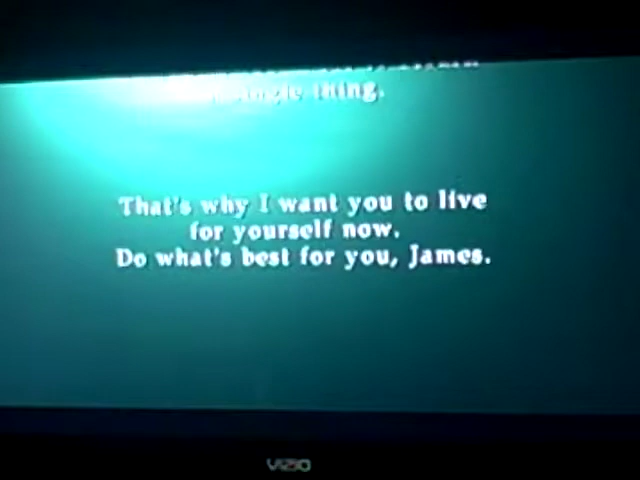 thing.
That's why I want you to live
for yourself now.
Do what's best for you, James.
VIZIO